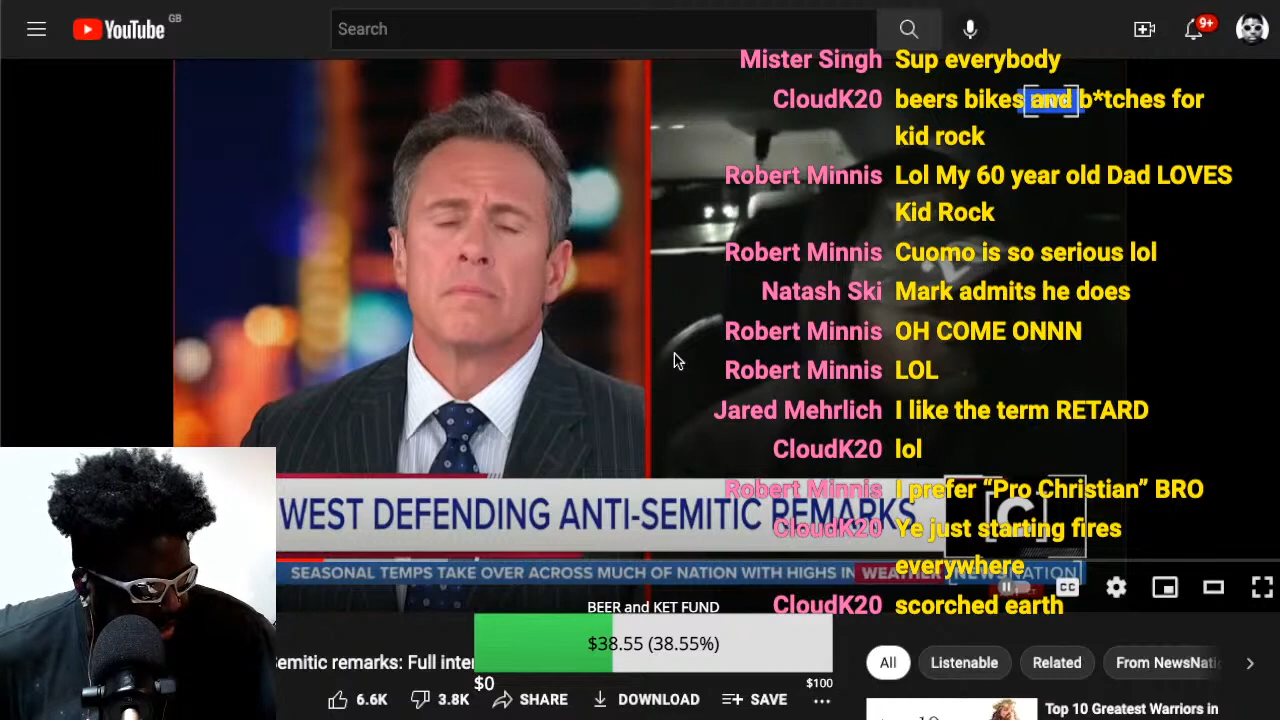 YouTube GB
Search
9+
Mister Singh Sup everybody
CloudK20 beers bikes and b*tches for
kid rock
Robert Minnis Lol My 60 year old Dad LOVES
Kid Rock
Robert Minnis Cuomo is so serious lol
Natash Ski Mark admits he does
Robert Minnis OH COME ONNN
Robert Minnis LOL
Jared Mehrlich I like the term RETARD
CloudK20 lol
Robert Minnis I prefer “Pro Christian” BRO
WEST DEFENDING ANTI-SEMITIC REMARKS
CloudK20 Ye just starting fires
everywhere
SEASONAL TEMPS TAKE OVER ACROSS MUCH OF NATION WITH HIGHS IN WEATHER NEWSNATION
CC
CloudK20 scorched earth
BEER and KET FUND
$38.55 (38.55%)
$0
$100
emitic remarks: Full inte
6.6K 3.8K SHARE DOWNLOAD SAVE
All Listenable Related From NewsNati
Top 10 Greatest Warriors in